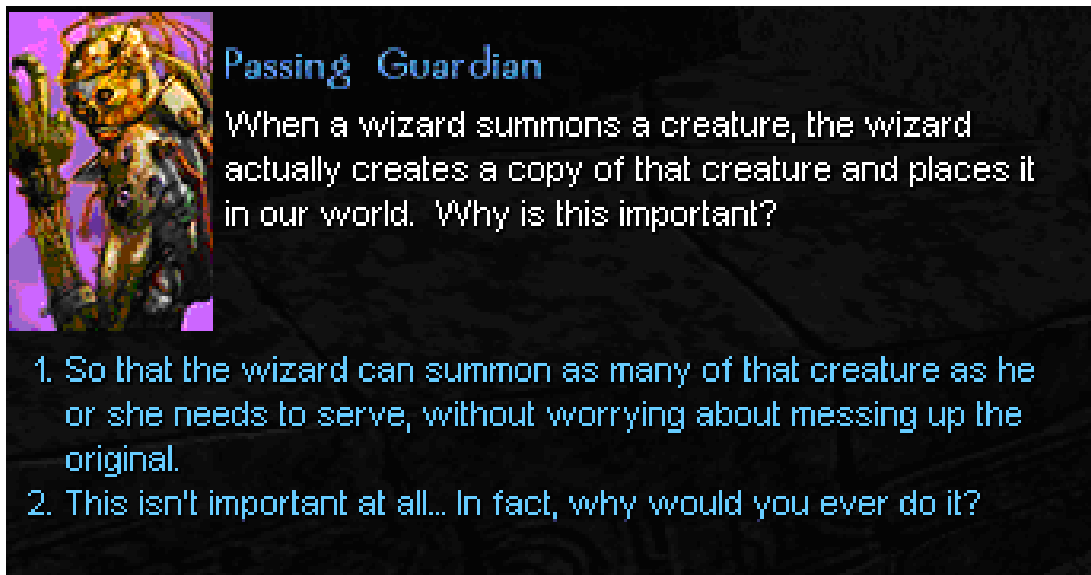 Passing Guardian
When a wizard summons a creature, the wizard
actually creates a copy of that creature and places it
in our world.  Why is this important?
1. So that the wizard can summon as many of that creature as he
or she needs to serve, without worrying about messing up the
original.
2. This isn't important at all... In fact, why would you ever do it?